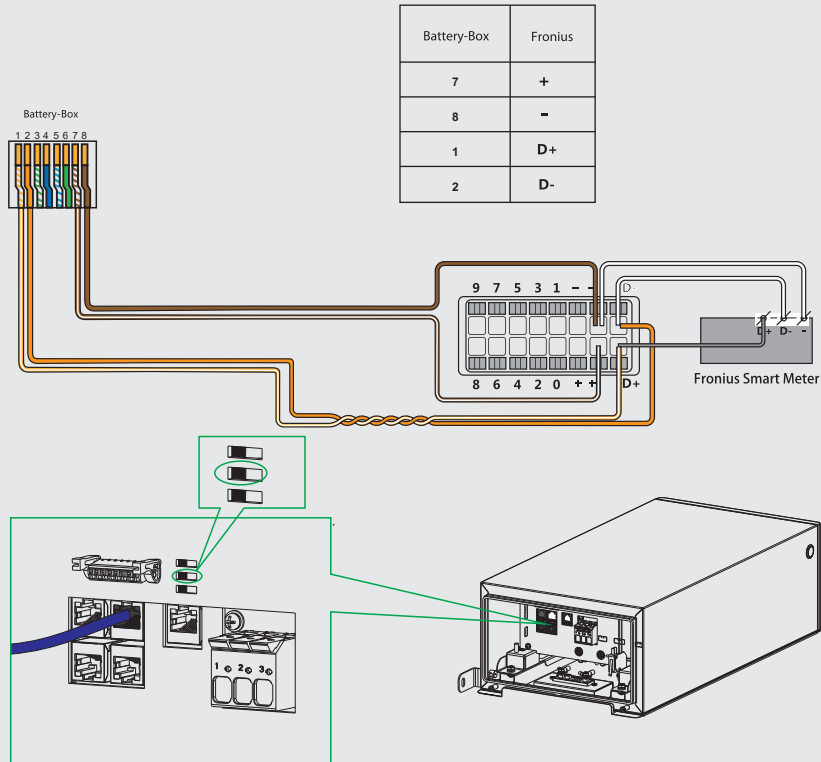 Battery-Box Fronius
7 +
8 -
1 D+
2 D-
Battery-Box
1 2 3 4 5 6 7 8
9 7 5 3 1 - - D-
8 6 4 2 0 + + D+
D+ D- -
Fronius Smart Meter
1 2 3